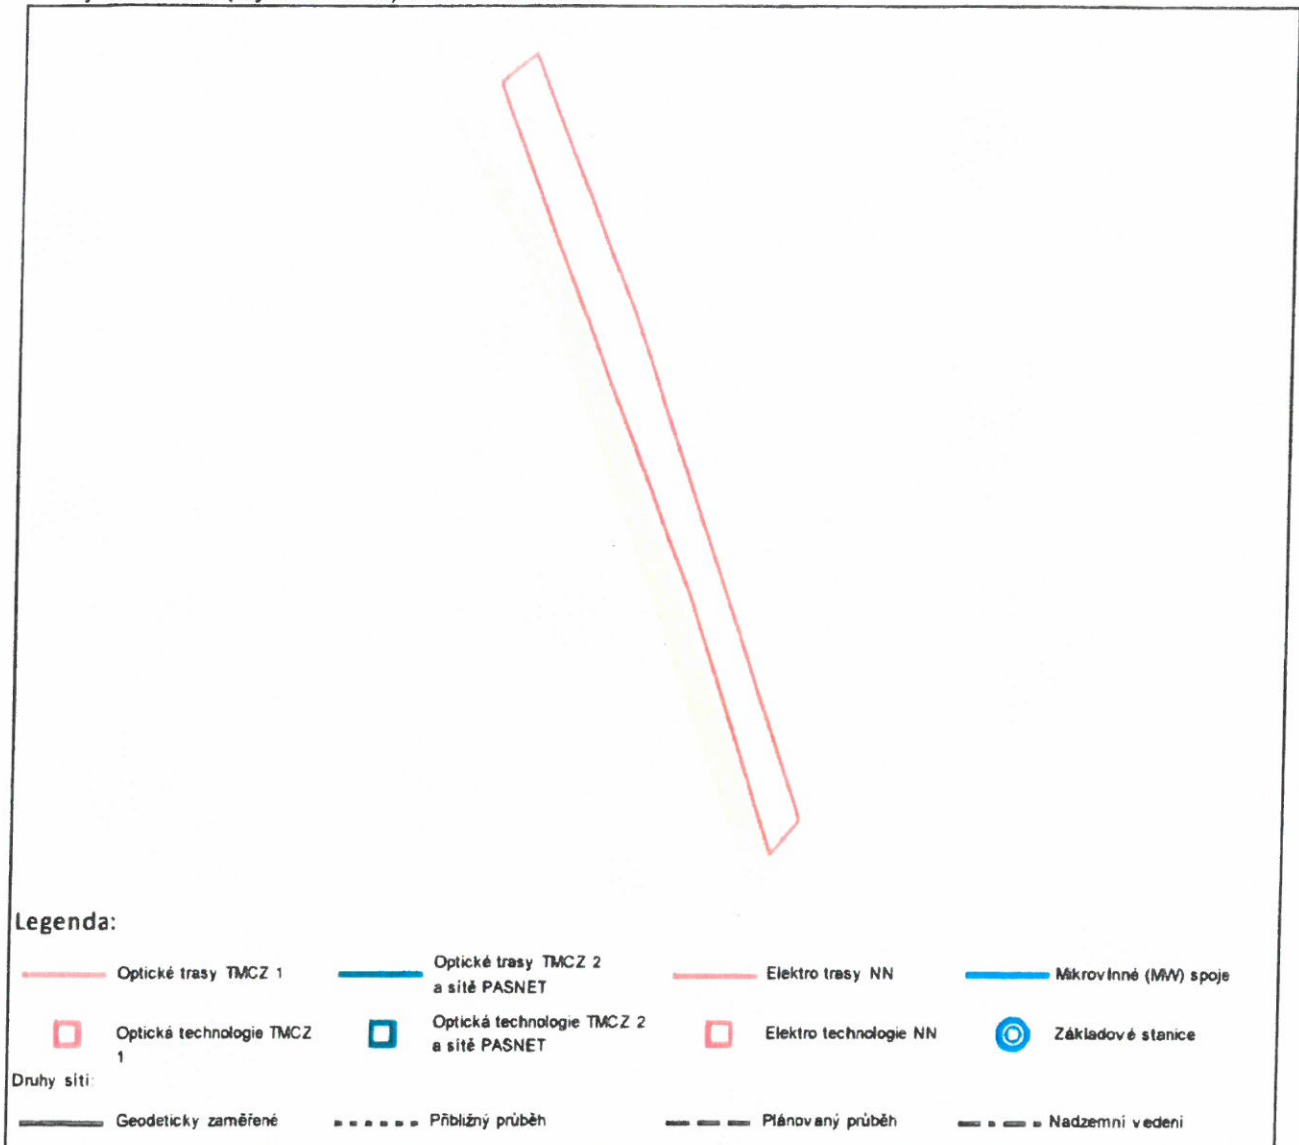 Legenda:
Optické trasy TMCZ 1
Optické trasy TMCZ 2
a sítě PASNET
Elektro trasy NN
Mikrovlnné (MW) spoje
Optická technologie TMCZ
1
Optická technologie TMCZ 2
a sítě PASNET
Elektro technologie NN
Základové stanice
Druhy sítí:
Geodeticky zaměřené
Přibližný průběh
Plánovaný průběh
Nadzemní vedení